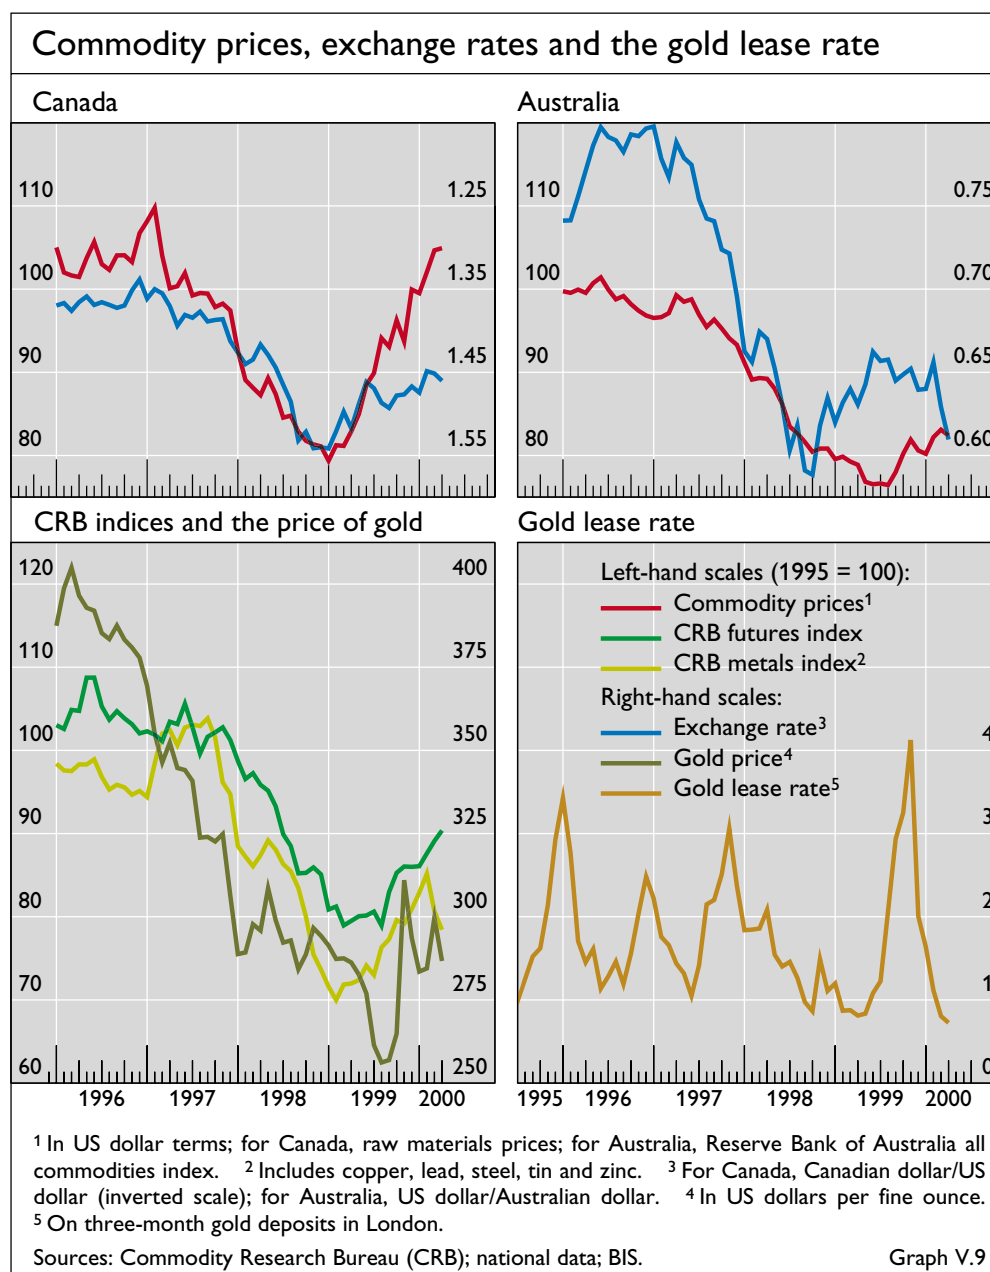 Commodity prices, exchange rates and the gold lease rate
Canada
Australia
110
1.25
100
1.35
90
1.45
80
1.55
110
0.75
100
0.70
90
0.65
80
0.60
CRB indices and the price of gold
Gold lease rate
120
400
110
375
100
350
90
325
80
300
70
275
60
250
1996
1997
1998
1999
2000
Left-hand scales (1995 = 100):
Commodity prices¹
CRB futures index
CRB metals index²
Right-hand scales:
Exchange rate³
Gold price⁴
Gold lease rate⁵
4
3
2
1
0
1995
1996
1997
1998
1999
2000
¹ In US dollar terms; for Canada, raw materials prices; for Australia, Reserve Bank of Australia all
commodities index. ² Includes copper, lead, steel, tin and zinc. ³ For Canada, Canadian dollar/US
dollar (inverted scale); for Australia, US dollar/Australian dollar. ⁴ In US dollars per fine ounce.
⁵ On three-month gold deposits in London.
Sources: Commodity Research Bureau (CRB); national data; BIS.
Graph V.9